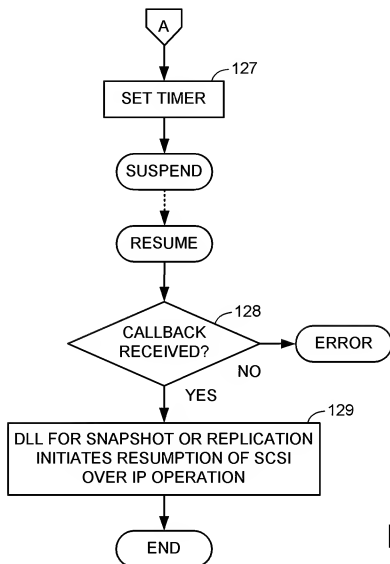 A
127
SET TIMER
SUSPEND
RESUME
128
CALLBACK
RECEIVED?
ERROR
NO
YES
129
DLL FOR SNAPSHOT OR REPLICATION
INITIATES RESUMPTION OF SCSI
OVER IP OPERATION
END